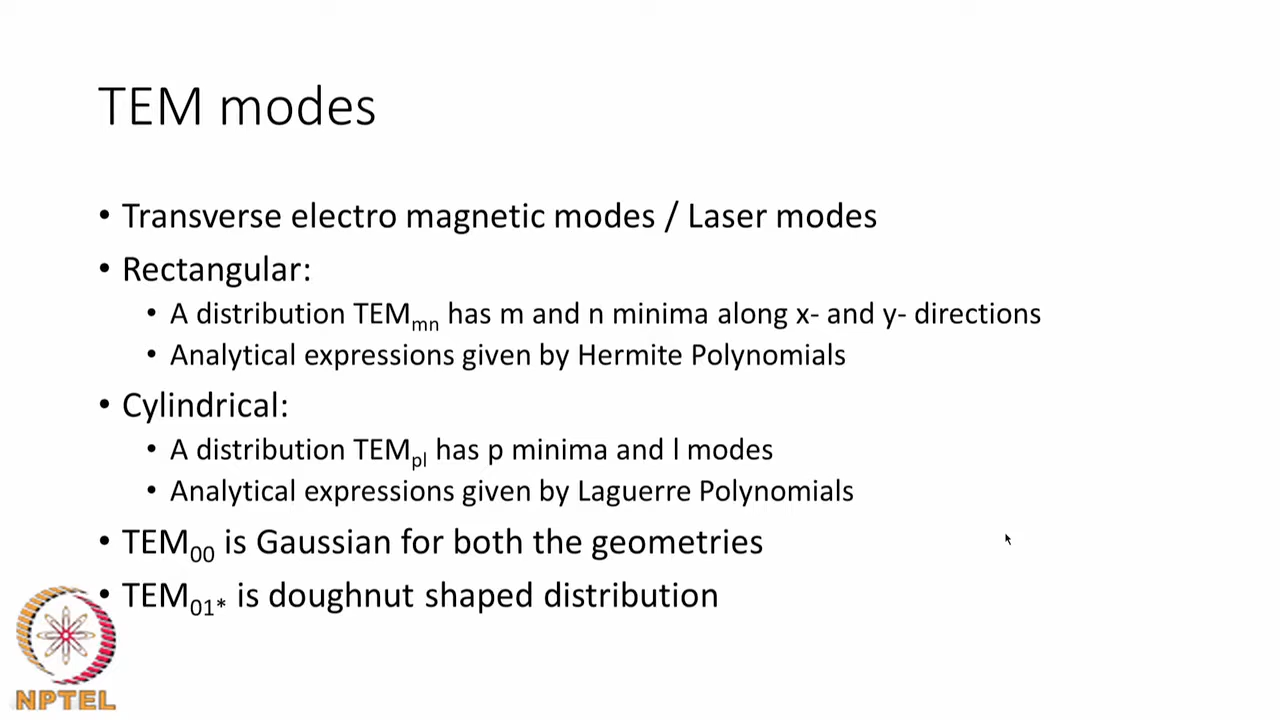 TEM modes
• Transverse electro magnetic modes / Laser modes
• Rectangular:
• A distribution TEMmn has m and n minima along x- and y- directions
• Analytical expressions given by Hermite Polynomials
• Cylindrical:
• A distribution TEMpl has p minima and l modes
• Analytical expressions given by Laguerre Polynomials
• TEM00 is Gaussian for both the geometries
• TEM01* is doughnut shaped distribution
NPTEL